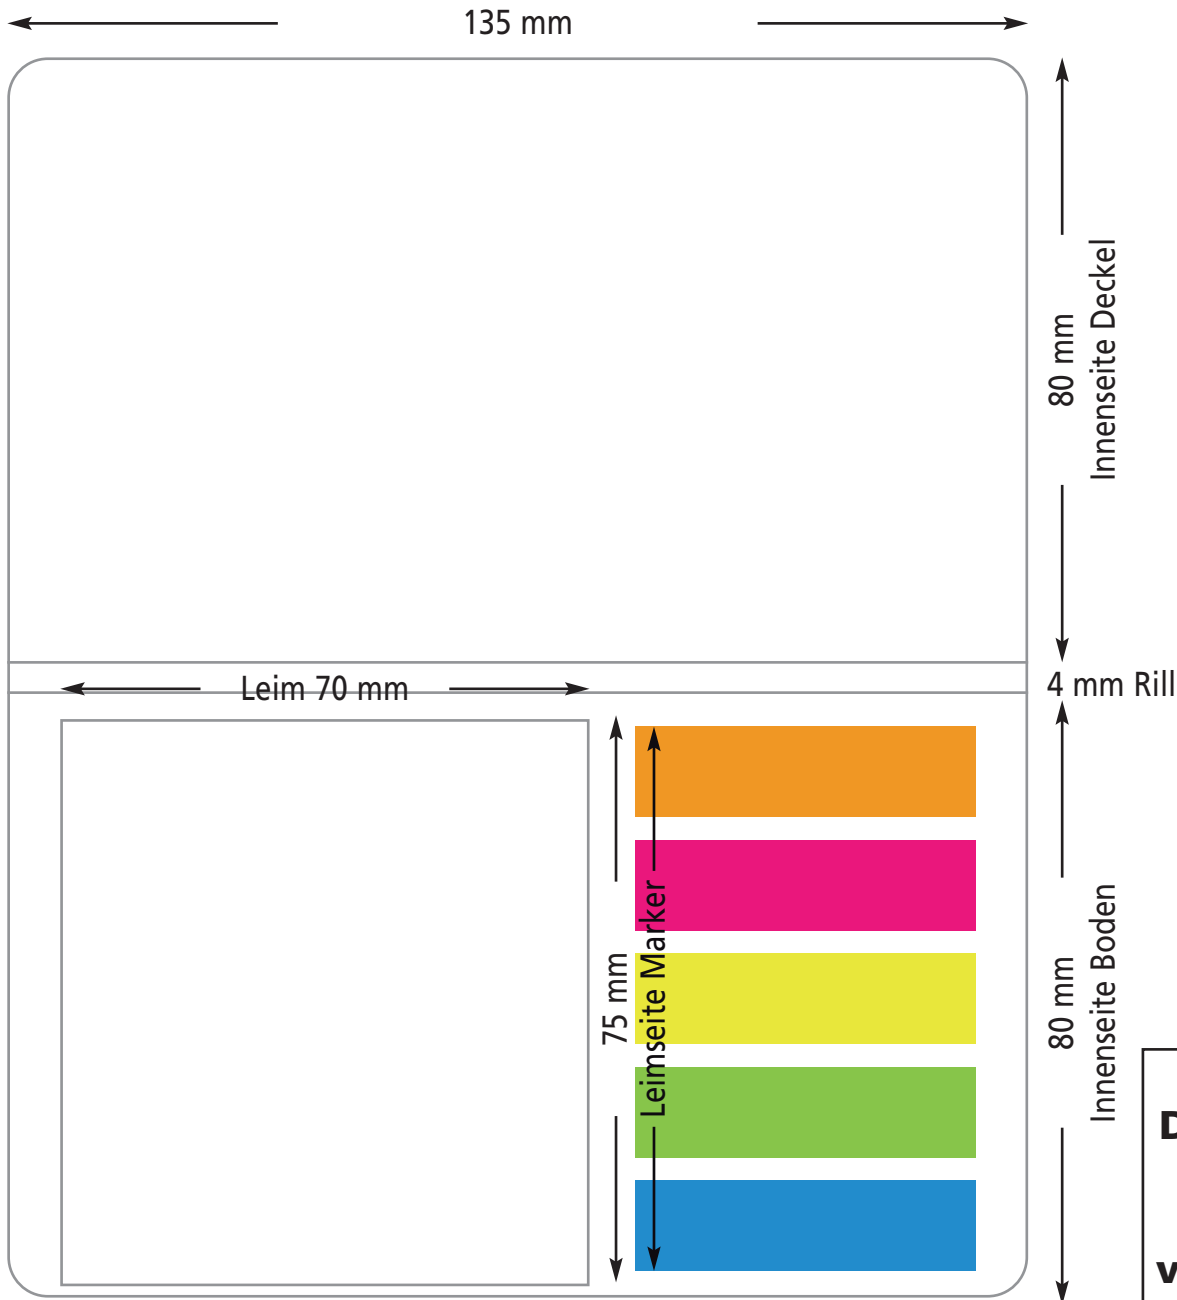 135 mm
80 mm
Innenseite Deckel
Leim 70 mm
4 mm Rill
75 mm
Leimseite Marker
80 mm
Innenseite Boden
D
v